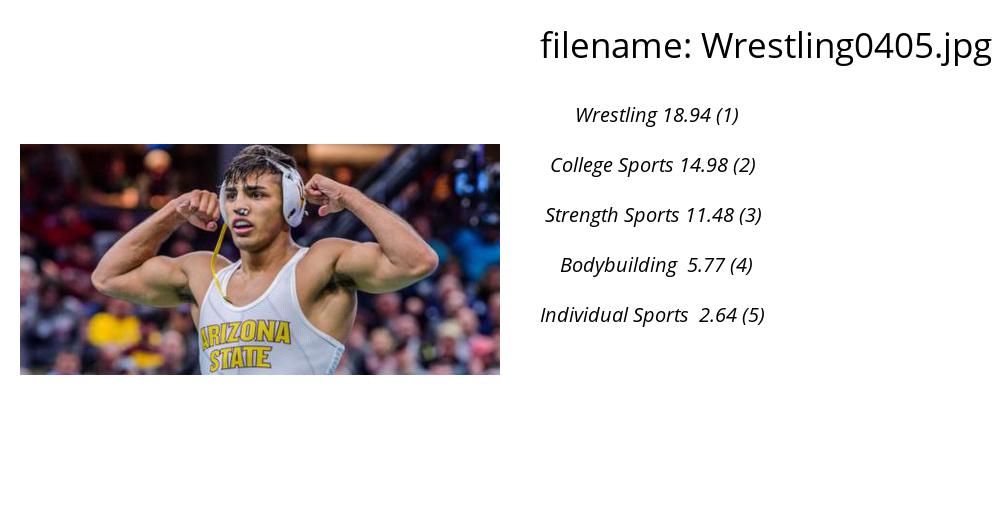 filename: Wrestling0405.jpg
Wrestling 18.94 (1)
College Sports 14.98 (2)
Strength Sports 11.48 (3)
Bodybuilding 5.77 (4)
Individual Sports 2.64 (5)
ARIZONA
STATE